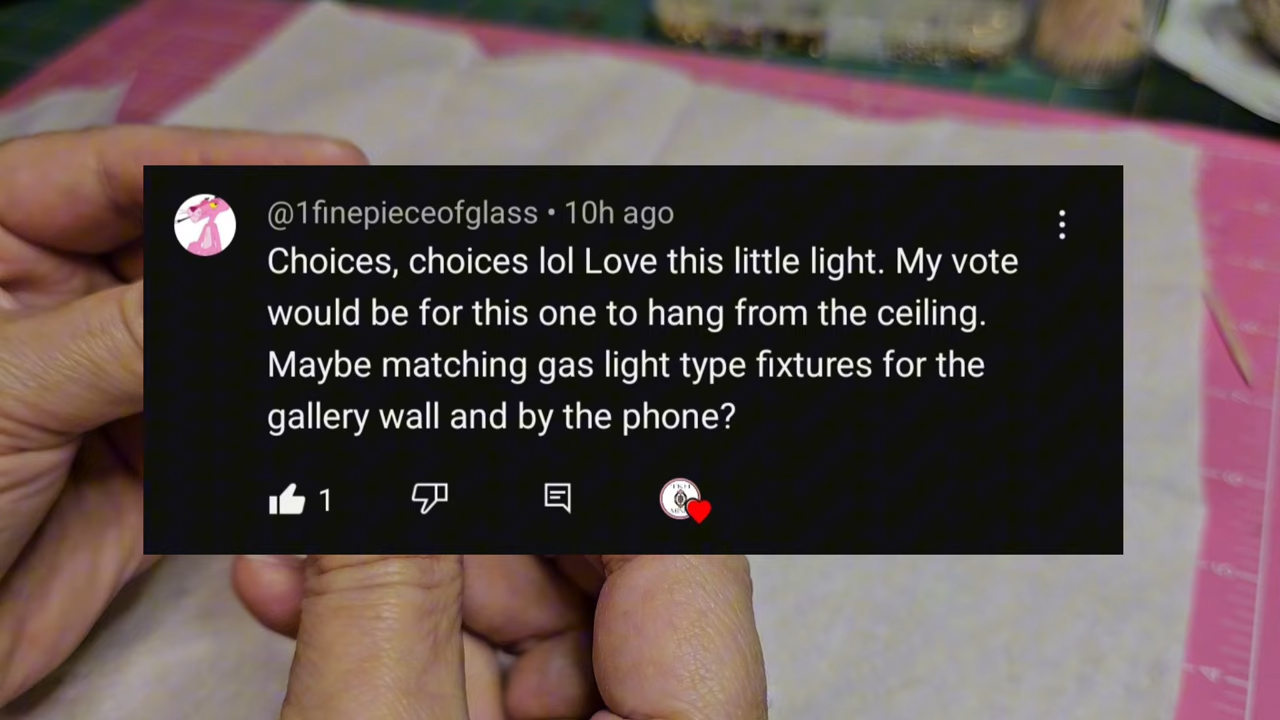 @1finepieceofglass • 10h ago
Choices, choices lol Love this little light. My vote
would be for this one to hang from the ceiling.
Maybe matching gas light type fixtures for the
gallery wall and by the phone?
1